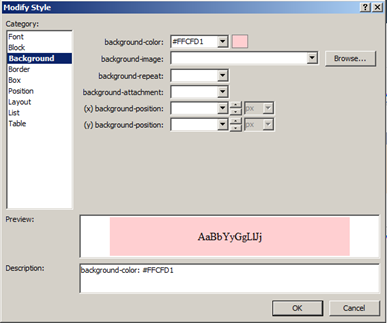 Modify Style
Category:
Font
Block
Background
Border
Box
Position
Layout
List
Table
background-color: #FFCFD1
background-image: Browse...
background-repeat:
background-attachment:
(x) background-position: px
(y) background-position: px
Preview:
AaBbYyGgLlJj
Description:
background-color: #FFCFD1
OK Cancel